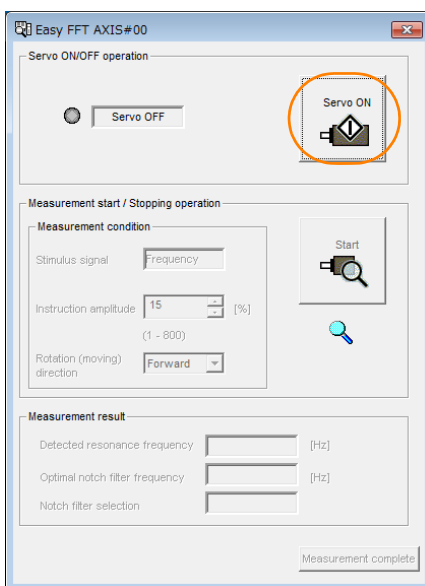 Easy FFT AXIS#00
Servo ON/OFF operation
Servo OFF
Servo ON
Measurement start / Stopping operation
Measurement condition
Stimulus signal Frequency
Instruction amplitude 15 [%]
(1 - 800)
Rotation (moving)
direction Forward
Start
Measurement result
Detected resonance frequency [Hz]
Optimal notch filter frequency [Hz]
Notch filter selection
Measurement complete